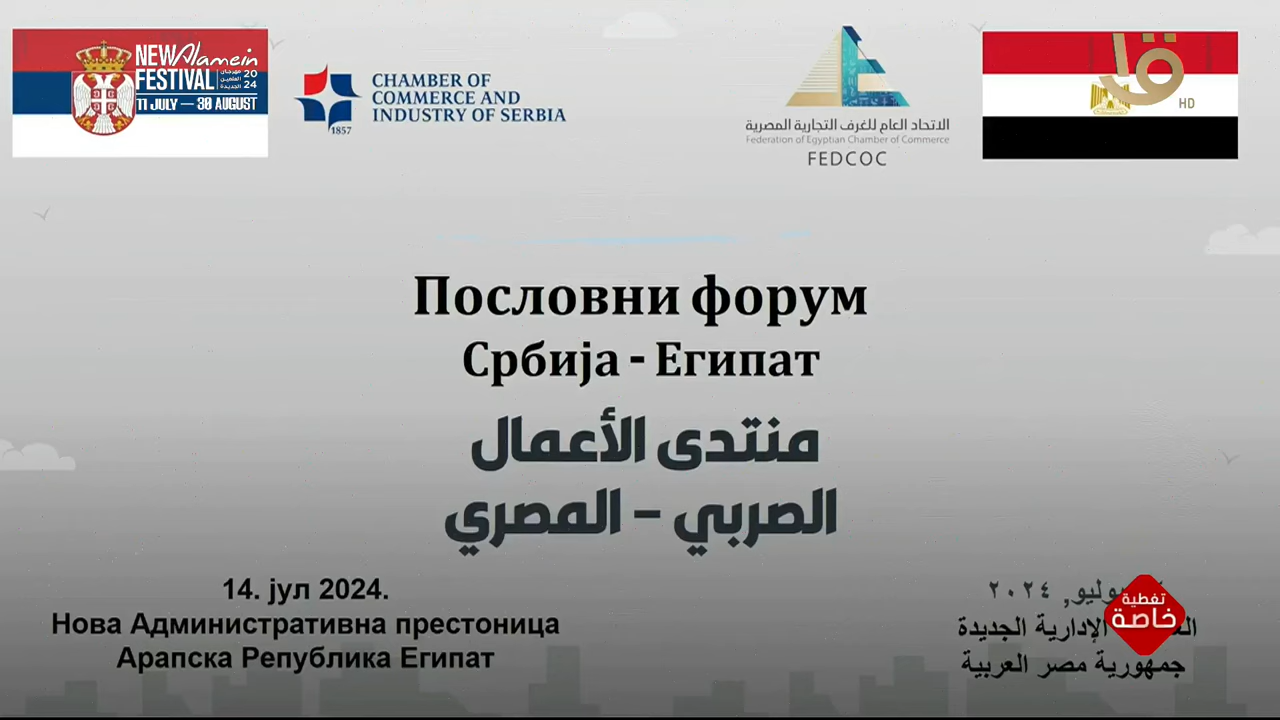 NEW Alamein
FESTIVAL
مهرجان
العلمين
الجديدة
20
24
11 JULY — 30 AUGUST
CHAMBER OF
COMMERCE AND
INDUSTRY OF SERBIA
1857
الاتحاد العام للغرف التجارية المصرية
Federation of Egyptian Chamber of Commerce
FEDCOC
HD
Пословни форум
Србија - Египат
منتدى الأعمال
الصربي – المصري
14. јул 2024.
Нова Административна престоница
Арапска Република Египат
٢٠٢٤
الإدارية الجديدة
جمهورية مصر العربية
تغطية
خاصة